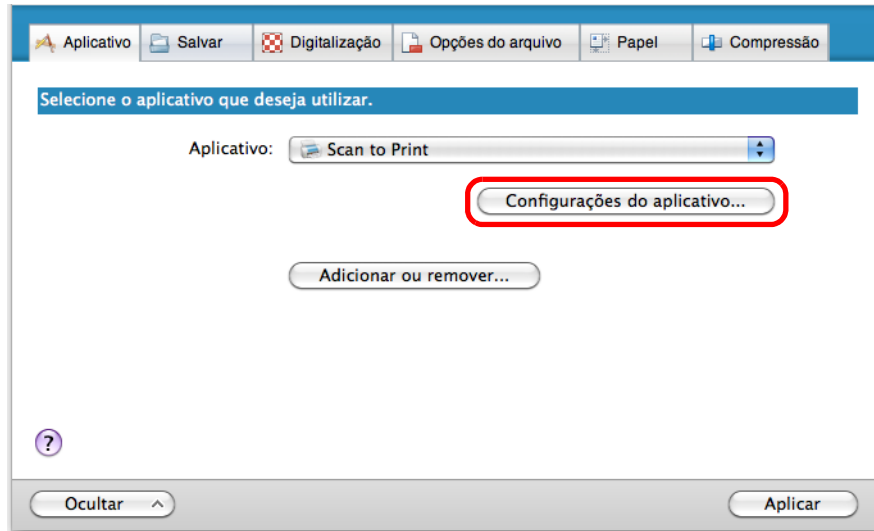 Aplicativo Salvar Digitalização Opções do arquivo Papel Compressão
Selecione o aplicativo que deseja utilizar.
Aplicativo: Scan to Print
Configurações do aplicativo...
Adicionar ou remover...
?
Ocultar Aplicar